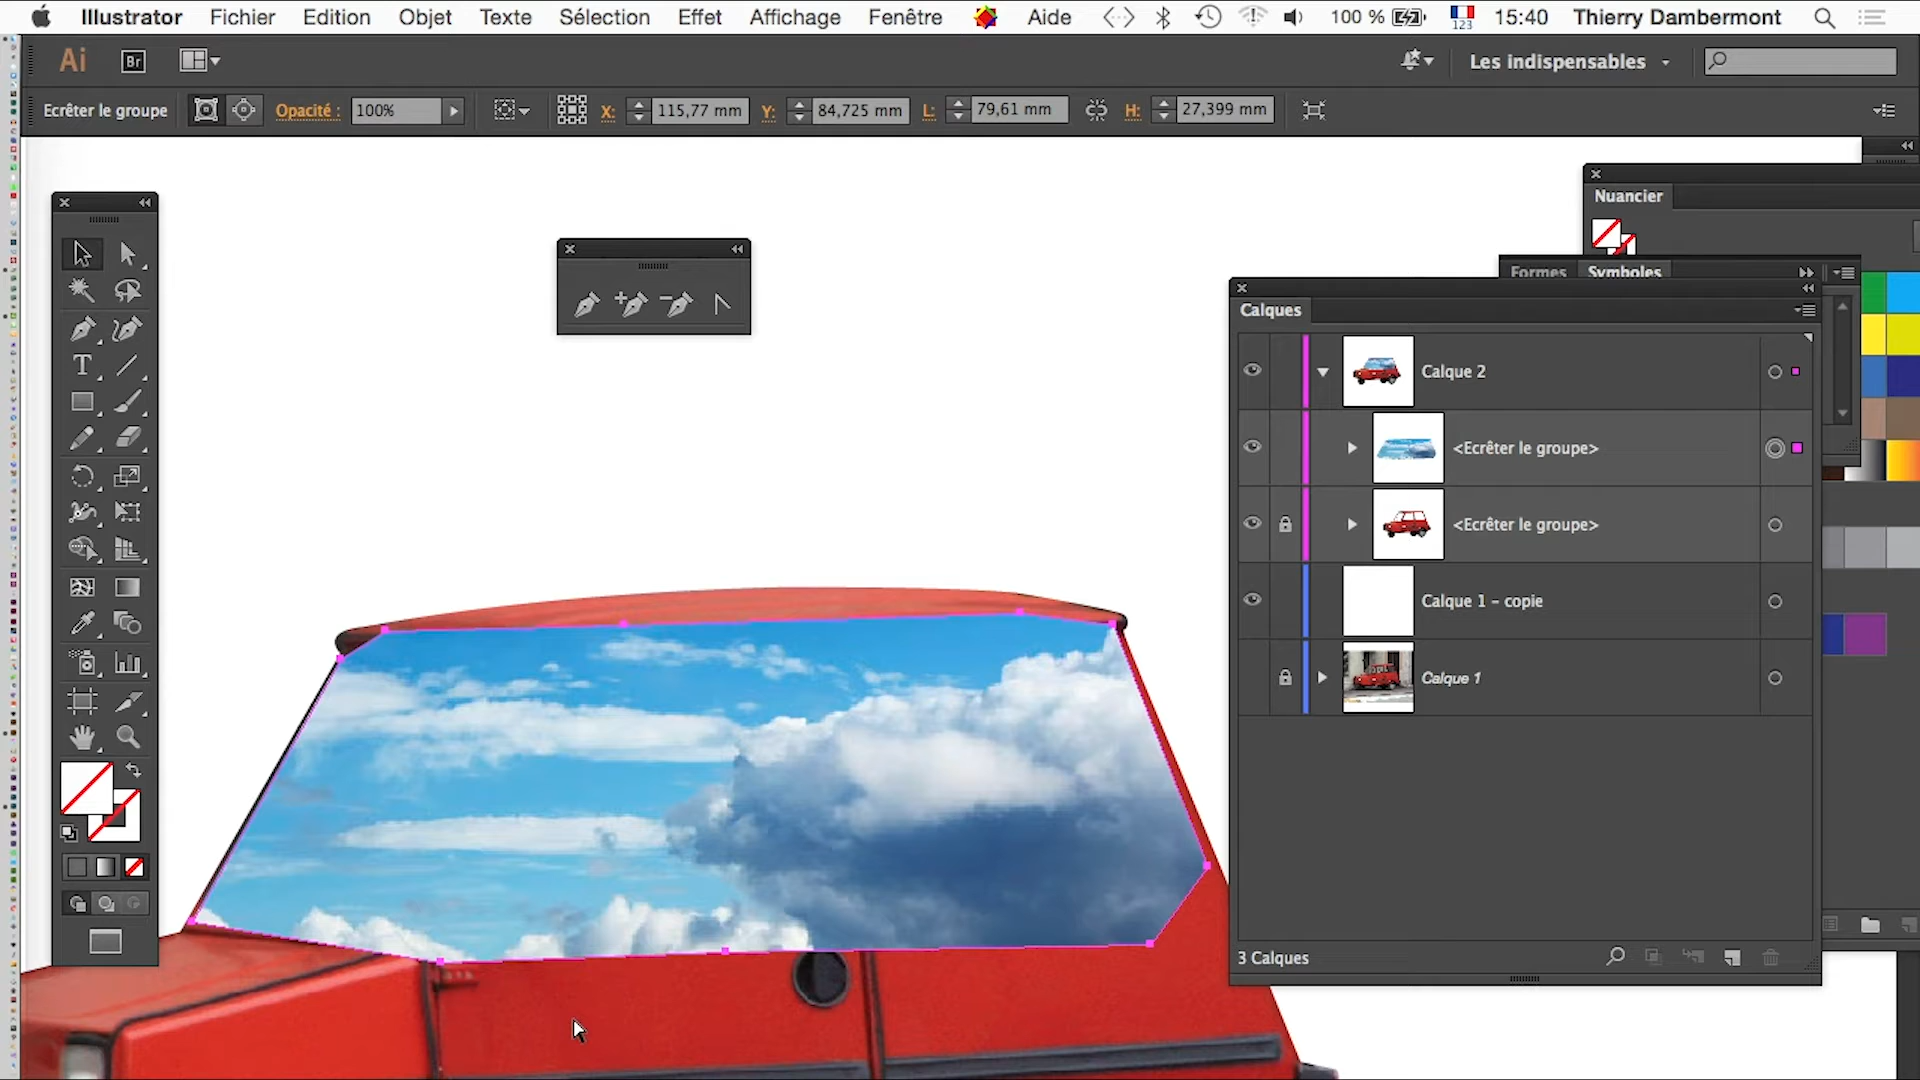 Illustrator Fichier Edition Objet Texte Sélection Effet Affichage Fenêtre Aide 100 % 123 15:40 Thierry Dambermont
Ai Br Les indispensables
Ecrêter le groupe Opacité : 100% X: 115,77 mm Y: 84,725 mm L: 79,61 mm H: 27,399 mm
Nuancier
Formes Symboles
Calques
Calque 2
<Ecrêter le groupe>
<Ecrêter le groupe>
Calque 1 - copie
Calque 1
3 Calques